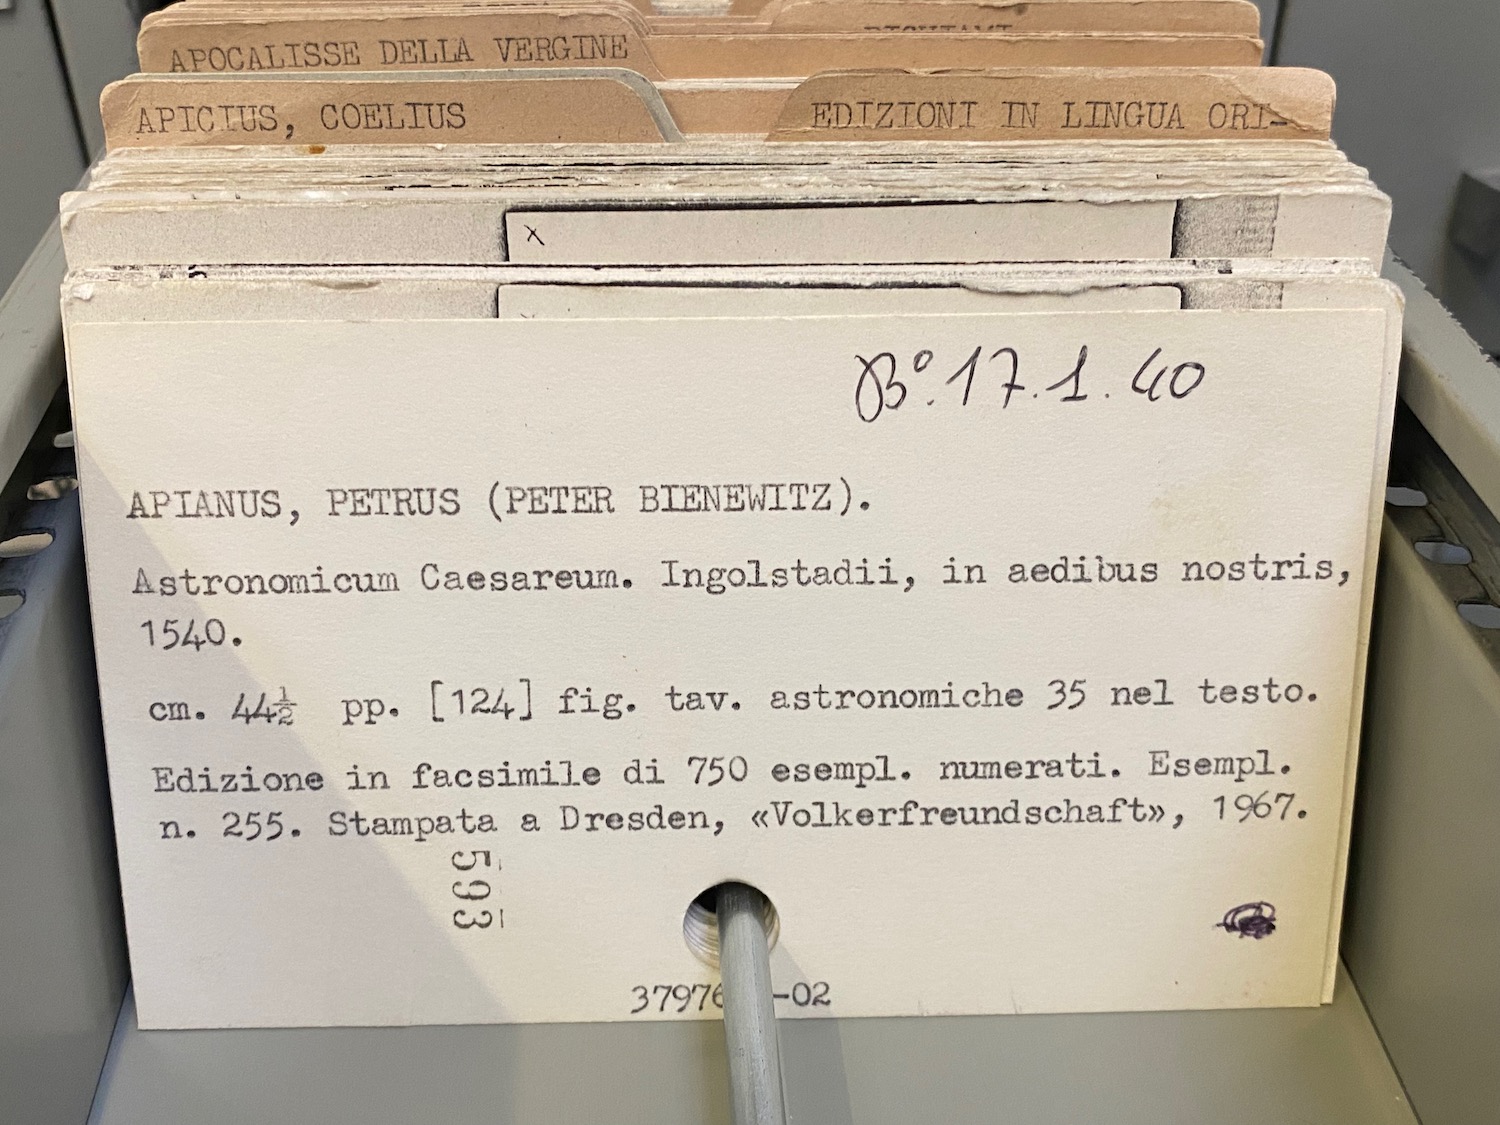 APOCALISSE DELLA VERGINE
APICIUS, COELIUS
EDIZIONI IN LINGUA ORI-
x
B°.17.1.40
APIANUS, PETRUS (PETER BIENEWITZ).
Astronomicum Caesareum. Ingolstadii, in aedibus nostris,
1540.
cm. 44½ pp. [124] fig. tav. astronomiche 35 nel testo.
Edizione in facsimile di 750 esempl. numerati. Esempl.
n. 255. Stampata a Dresden, «Volkerfreundschaft», 1967.
593
-02